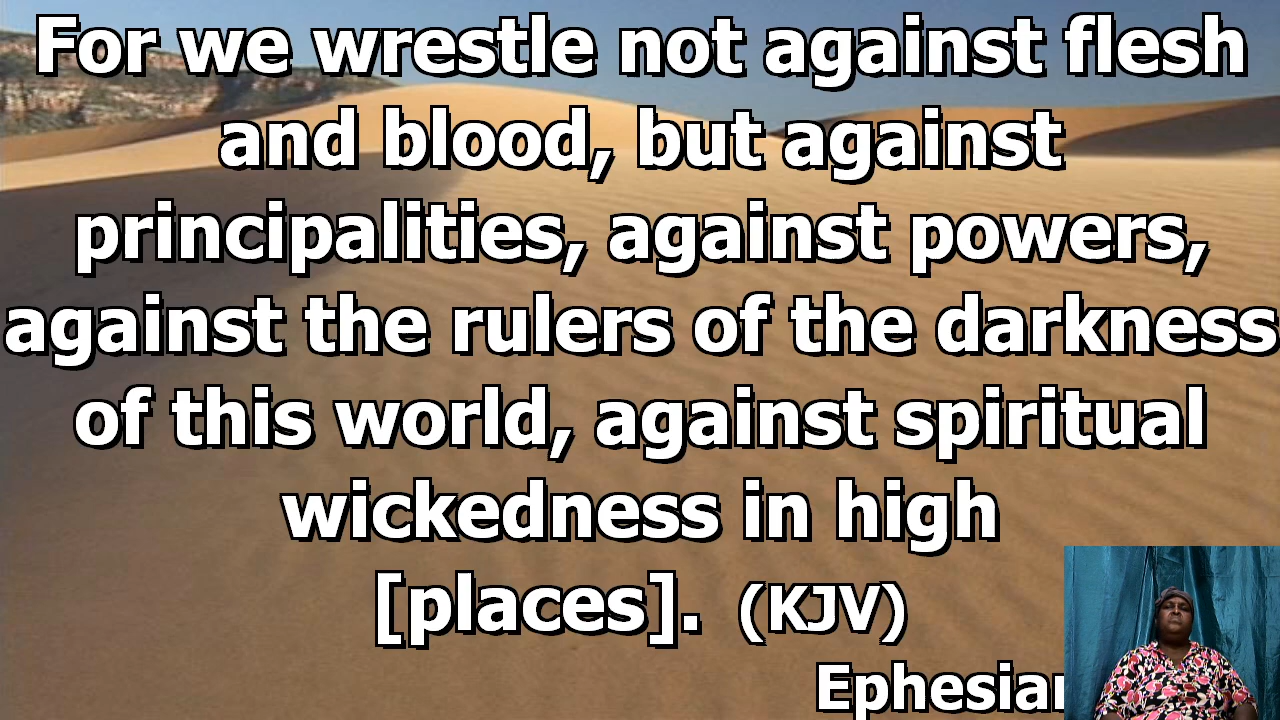 For we wrestle not against flesh
and blood, but against
principalities, against powers,
against the rulers of the darkness
of this world, against spiritual
wickedness in high
[places]. (KJV)